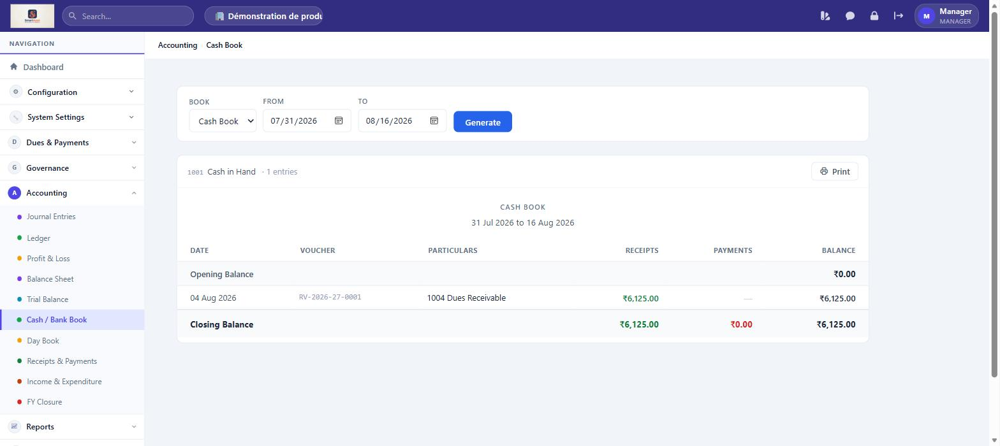 Search...
Démonstration de produ
M
Manager
MANAGER
NAVIGATION
Accounting
Cash Book
Dashboard
Configuration
System Settings
D
Dues & Payments
G
Governance
A
Accounting
Journal Entries
Ledger
Profit & Loss
Balance Sheet
Trial Balance
Cash / Bank Book
Day Book
Receipts & Payments
Income & Expenditure
FY Closure
Reports
BOOK
FROM
TO
Cash Book
07/31/2026
08/16/2026
Generate
1001 Cash in Hand · 1 entries
Print
CASH BOOK
31 Jul 2026 to 16 Aug 2026
DATE VOUCHER PARTICULARS RECEIPTS PAYMENTS BALANCE
Opening Balance ₹0.00
04 Aug 2026 RV-2026-27-0001 1004 Dues Receivable ₹6,125.00 — ₹6,125.00
Closing Balance ₹6,125.00 ₹0.00 ₹6,125.00